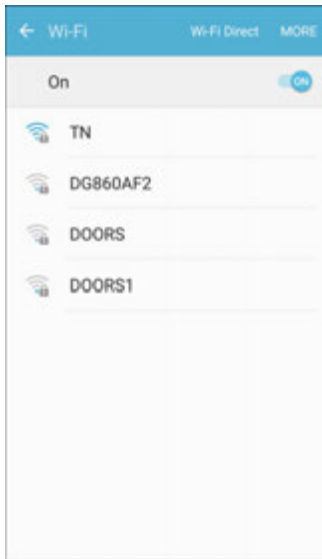 Wi-Fi Wi-Fi Direct MORE
On ON
TN
DG860AF2
DOORS
DOORS1